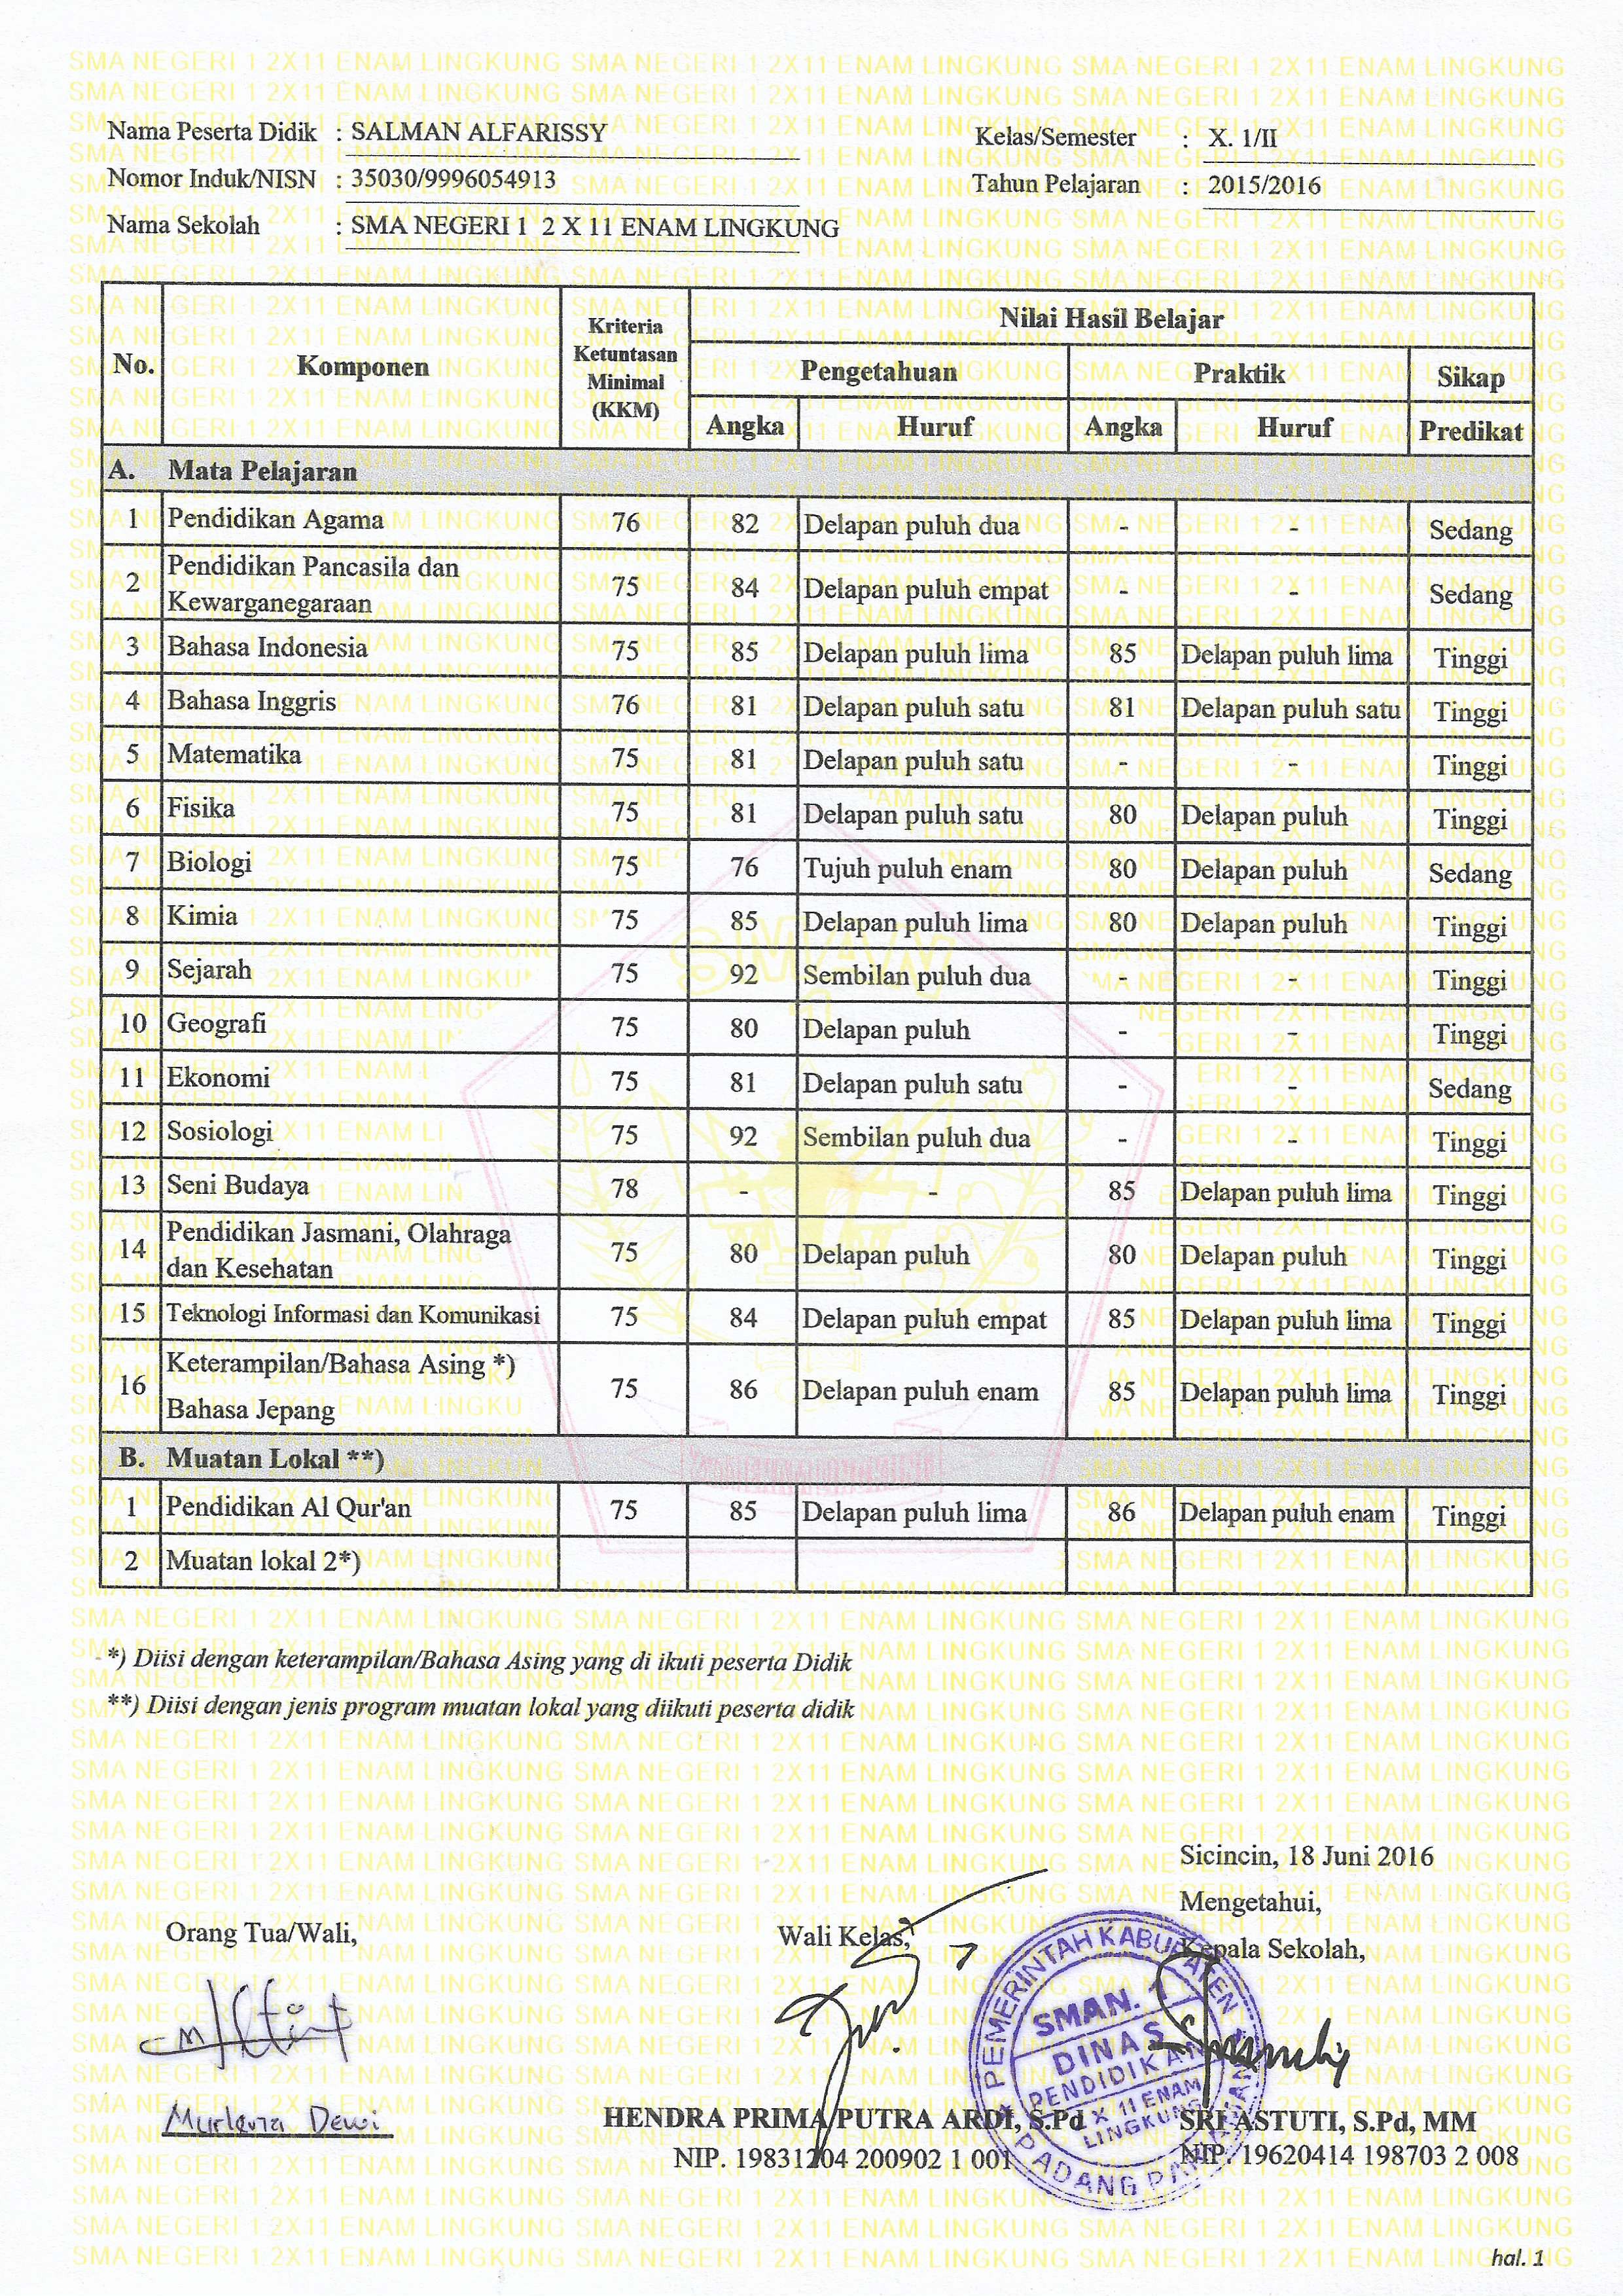 Nama Peserta Didik : SALMAN ALFARISSY Kelas/Semester : X. 1/II
Nomor Induk/NISN : 35030/9996054913 Tahun Pelajaran : 2015/2016
Nama Sekolah : SMA NEGERI 1 2 X 11 ENAM LINGKUNG
No. Komponen Kriteria Ketuntasan Minimal (KKM) Nilai Hasil Belajar
Pengetahuan Praktik Sikap
Angka Huruf Angka Huruf Predikat
A. Mata Pelajaran
1 Pendidikan Agama 76 82 Delapan puluh dua - - Sedang
2 Pendidikan Pancasila dan Kewarganegaraan 75 84 Delapan puluh empat - - Sedang
3 Bahasa Indonesia 75 85 Delapan puluh lima 85 Delapan puluh lima Tinggi
4 Bahasa Inggris 76 81 Delapan puluh satu 81 Delapan puluh satu Tinggi
5 Matematika 75 81 Delapan puluh satu - - Tinggi
6 Fisika 75 81 Delapan puluh satu 80 Delapan puluh Tinggi
7 Biologi 75 76 Tujuh puluh enam 80 Delapan puluh Sedang
8 Kimia 75 85 Delapan puluh lima 80 Delapan puluh Tinggi
9 Sejarah 75 92 Sembilan puluh dua - - Tinggi
10 Geografi 75 80 Delapan puluh - - Tinggi
11 Ekonomi 75 81 Delapan puluh satu - - Sedang
12 Sosiologi 75 92 Sembilan puluh dua - - Tinggi
13 Seni Budaya 78 - - 85 Delapan puluh lima Tinggi
14 Pendidikan Jasmani, Olahraga dan Kesehatan 75 80 Delapan puluh 80 Delapan puluh Tinggi
15 Teknologi Informasi dan Komunikasi 75 84 Delapan puluh empat 85 Delapan puluh lima Tinggi
16 Keterampilan/Bahasa Asing *) Bahasa Jepang 75 86 Delapan puluh enam 85 Delapan puluh lima Tinggi
B. Muatan Lokal **)
1 Pendidikan Al Qur'an 75 85 Delapan puluh lima 86 Delapan puluh enam Tinggi
2 Muatan lokal 2*)
*) Diisi dengan keterampilan/Bahasa Asing yang di ikuti peserta Didik
**) Diisi dengan jenis program muatan lokal yang diikuti peserta didik
Sicincin, 18 Juni 2016
Mengetahui,
Orang Tua/Wali, Wali Kelas, Kepala Sekolah,
PEMERINTAH KABUPATEN
SMAN. 1
DINAS
PENDIDIKAN
2 X 11 ENAM
LINGKUNG
PADANG PARIAMAN
Murlena Dewi
HENDRA PRIMA PUTRA ARDI, S.Pd SRI ASTUTI, S.Pd, MM
NIP. 19831204 200902 1 001 NIP. 19620414 198703 2 008
hal. 1